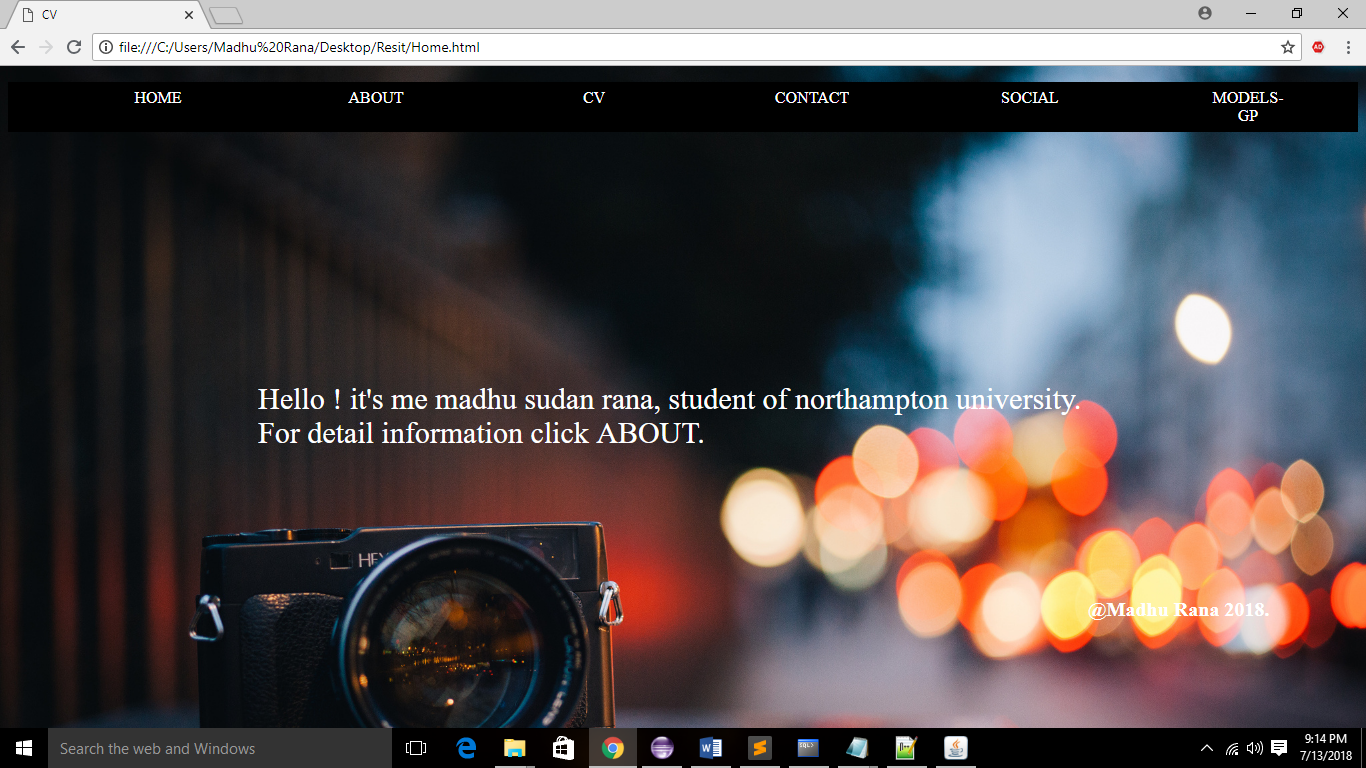 CV
file:///C:/Users/Madhu%20Rana/Desktop/Resit/Home.html
HOME ABOUT CV CONTACT SOCIAL MODELS-
GP
Hello ! it's me madhu sudan rana, student of northampton university.
For detail information click ABOUT.
@Madhu Rana 2018.
Search the web and Windows
9:14 PM
7/13/2018